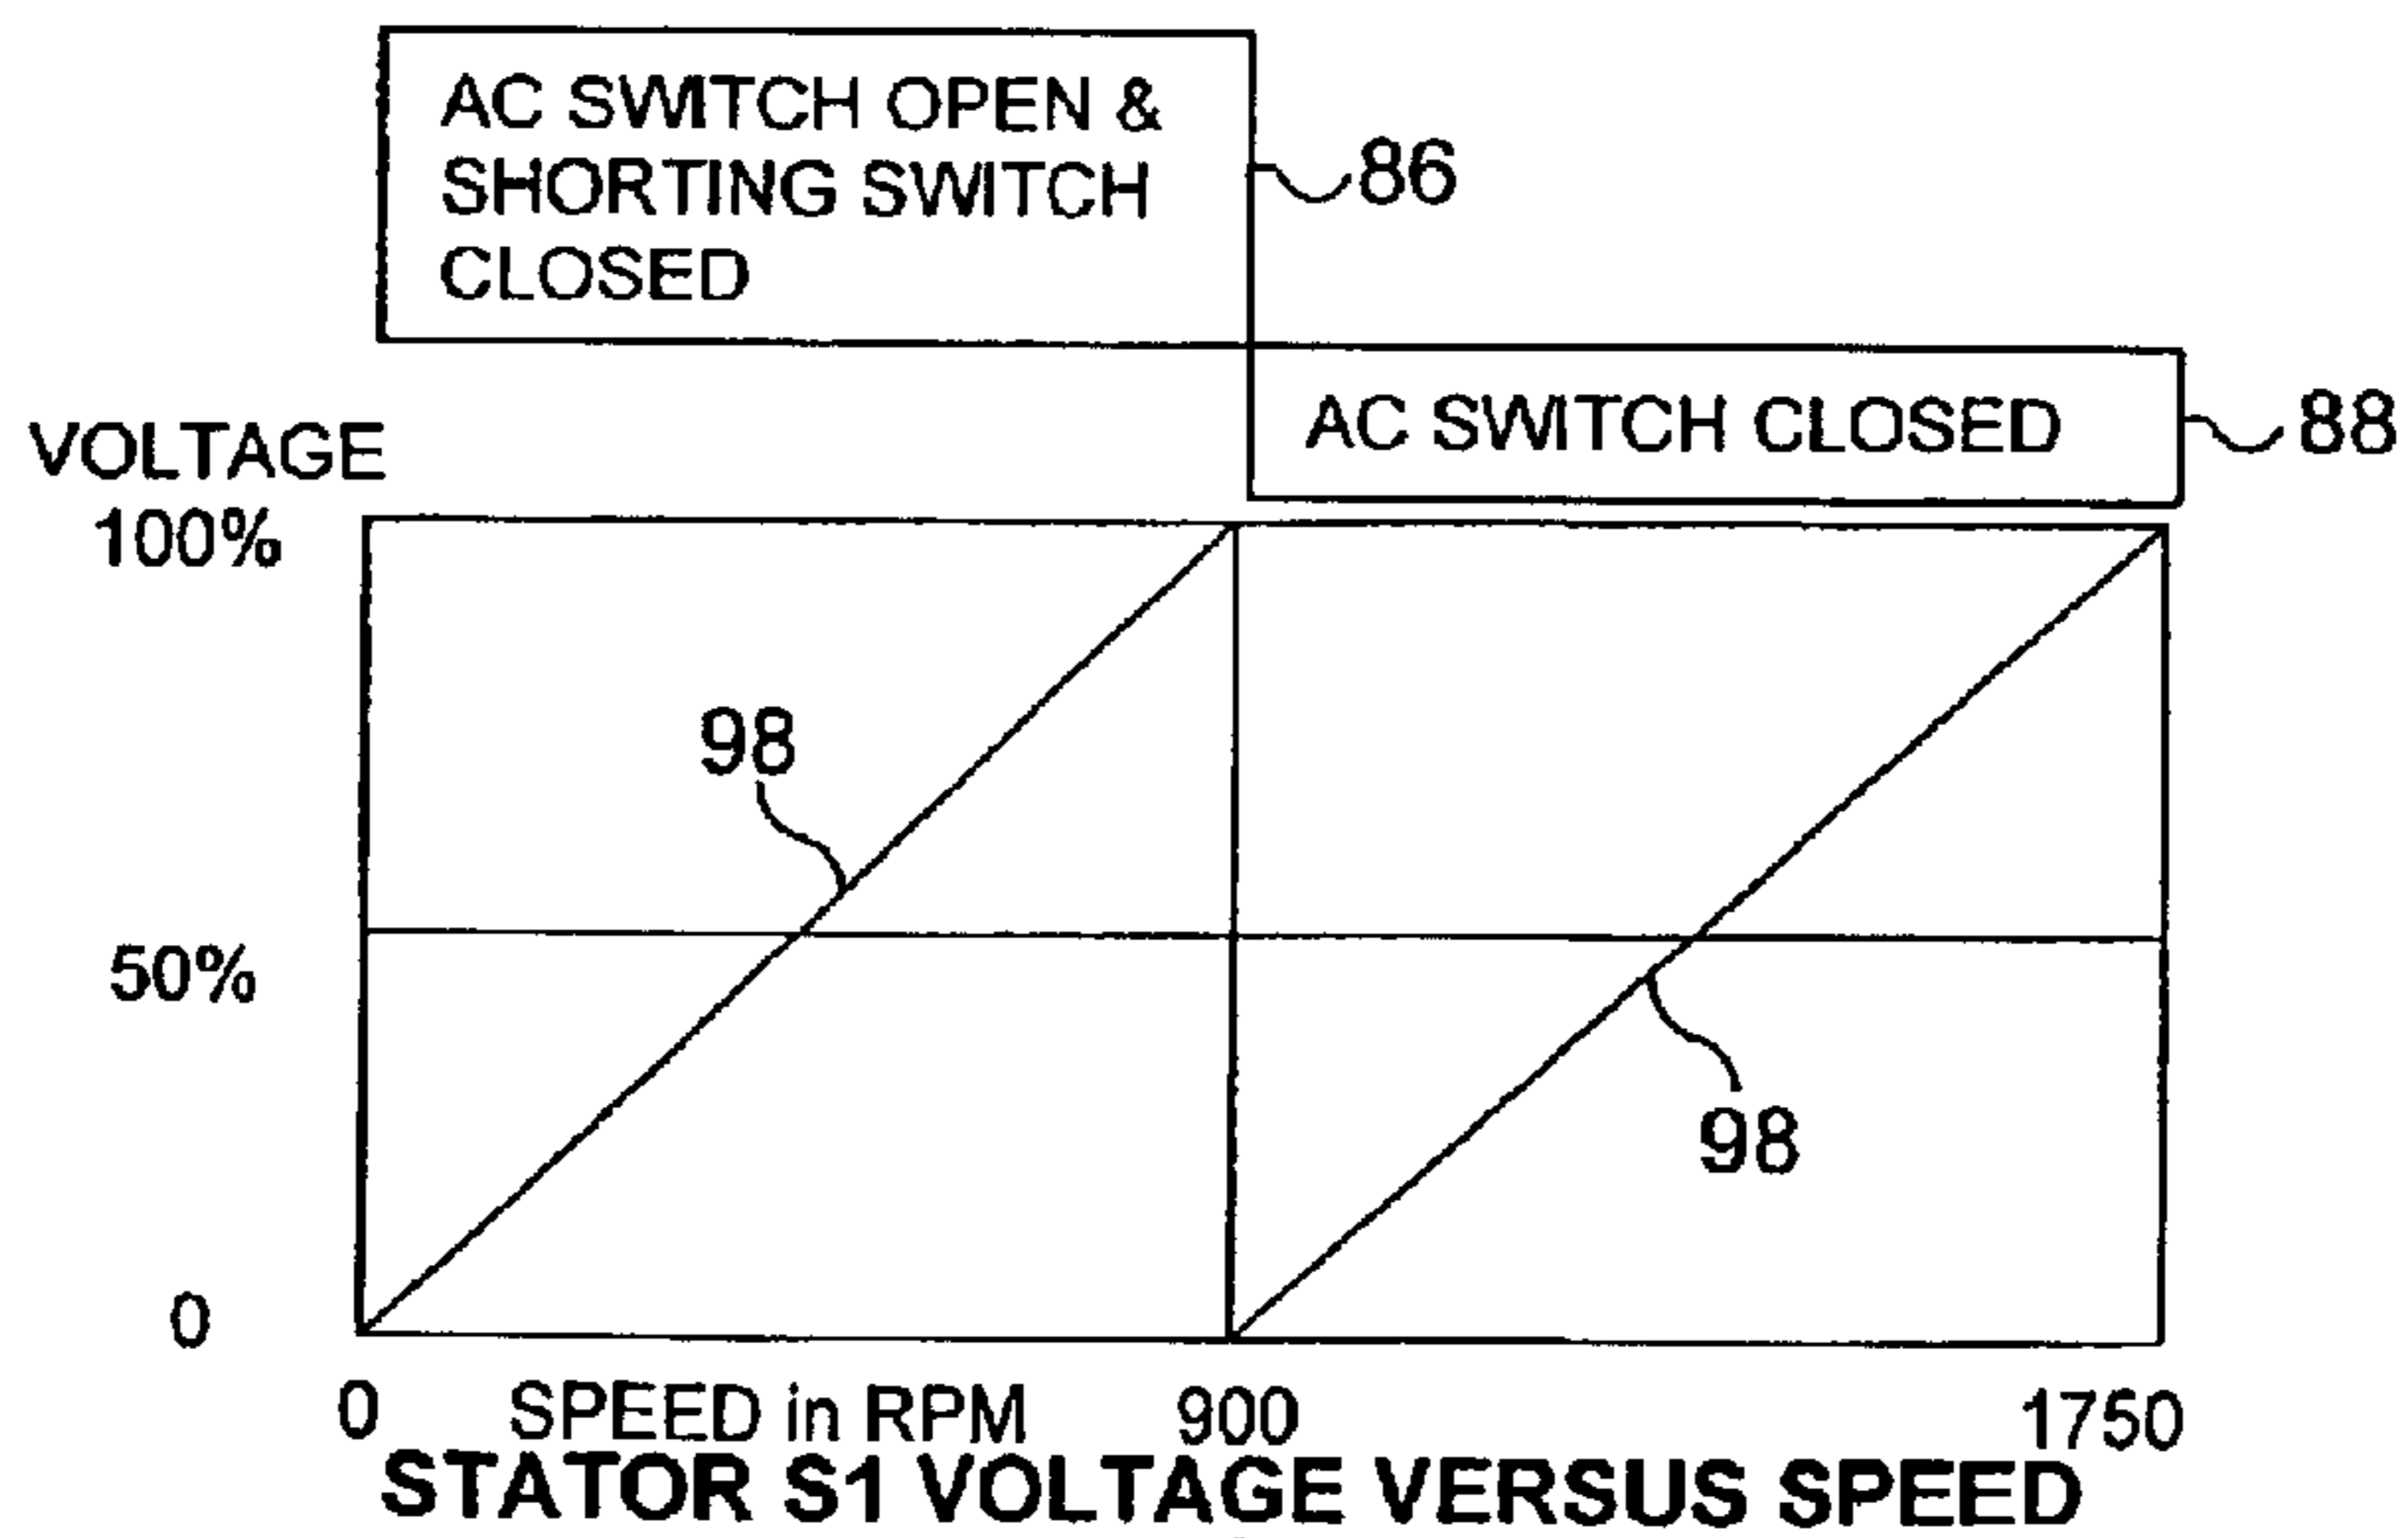 AC SWITCH OPEN &
SHORTING SWITCH
CLOSED
86
AC SWITCH CLOSED
88
VOLTAGE
100%
98
50%
98
0
0
SPEED in RPM
900
1750
STATOR S1 VOLTAGE VERSUS SPEED